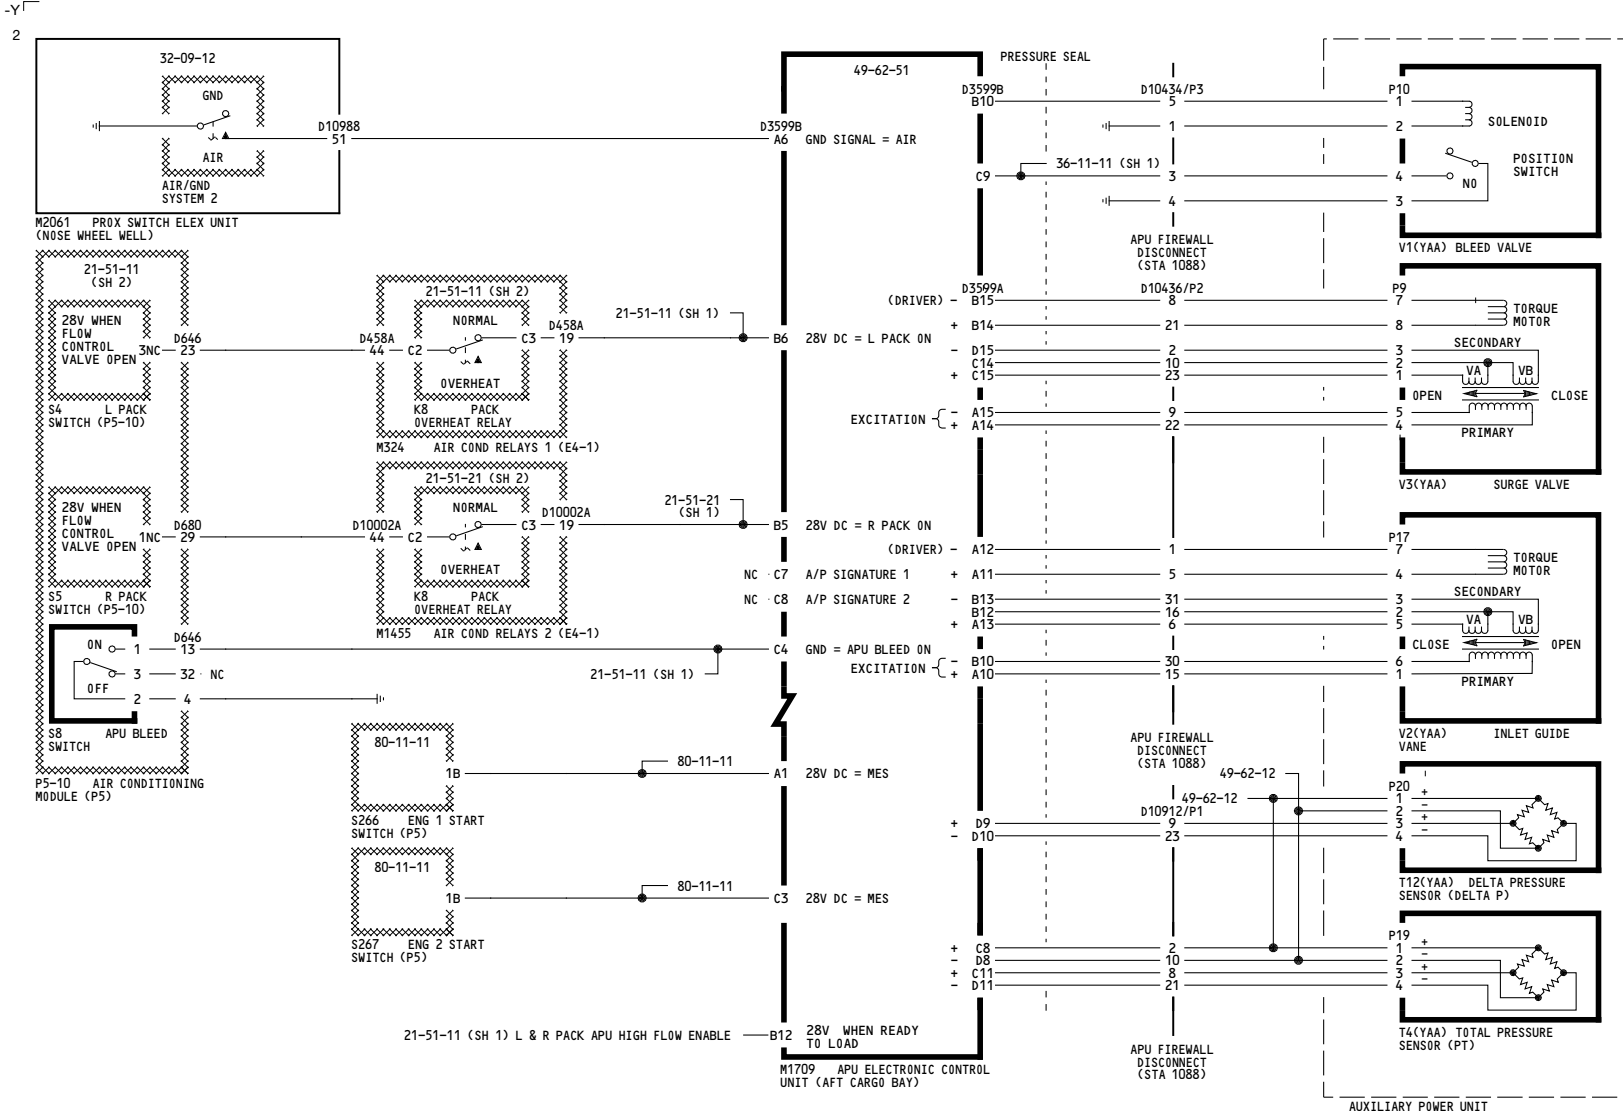 -Y
2
32-09-12
GND
AIR
AIR/GND
SYSTEM 2
D10988
51
M2061 PROX SWITCH ELEX UNIT
(NOSE WHEEL WELL)
21-51-11
(SH 2)
28V WHEN
FLOW
CONTROL
VALVE OPEN
3NC
D646
23
S4 L PACK
SWITCH (P5-10)
28V WHEN
FLOW
CONTROL
VALVE OPEN
1NC
D680
29
S5 R PACK
SWITCH (P5-10)
ON
1
D646
13
3
32
NC
OFF
2
4
S8 APU BLEED
SWITCH
P5-10 AIR CONDITIONING
MODULE (P5)
21-51-11 (SH 2)
NORMAL
D458A
44
C2
C3
D458A
19
OVERHEAT
K8 PACK
OVERHEAT RELAY
M324 AIR COND RELAYS 1 (E4-1)
21-51-21 (SH 2)
NORMAL
D10002A
44
C2
C3
D10002A
19
OVERHEAT
K8 PACK
OVERHEAT RELAY
M1455 AIR COND RELAYS 2 (E4-1)
21-51-11 (SH 1)
21-51-21
(SH 1)
21-51-11 (SH 1)
80-11-11
1B
80-11-11
S266 ENG 1 START
SWITCH (P5)
80-11-11
1B
80-11-11
S267 ENG 2 START
SWITCH (P5)
21-51-11 (SH 1) L & R PACK APU HIGH FLOW ENABLE
49-62-51
D3599B
A6 GND SIGNAL = AIR
B6 28V DC = L PACK ON
B5 28V DC = R PACK ON
NC C7 A/P SIGNATURE 1
NC C8 A/P SIGNATURE 2
C4 GND = APU BLEED ON
A1 28V DC = MES
C3 28V DC = MES
B12 28V WHEN READY
TO LOAD
M1709 APU ELECTRONIC CONTROL
UNIT (AFT CARGO BAY)
PRESSURE SEAL
D3599B
B10
C9
36-11-11 (SH 1)
D10434/P3
5
1
3
4
APU FIREWALL
DISCONNECT
(STA 1088)
P10
1
2
4
3
SOLENOID
POSITION
SWITCH
NO
V1(YAA) BLEED VALVE
D3599A
(DRIVER) - B15
+ B14
- D15
C14
+ C15
EXCITATION
- A15
+ A14
D10436/P2
8
21
2
10
23
9
22
P9
7
8
3
2
1
5
4
TORQUE
MOTOR
SECONDARY
VA
VB
OPEN
CLOSE
PRIMARY
V3(YAA) SURGE VALVE
(DRIVER) - A12
+ A11
- B13
B12
+ A13
EXCITATION
- B10
+ A10
1
5
31
16
6
30
15
P17
7
4
3
2
5
6
1
TORQUE
MOTOR
SECONDARY
VA
VB
CLOSE
OPEN
PRIMARY
V2(YAA) INLET GUIDE
VANE
APU FIREWALL
DISCONNECT
(STA 1088)
49-62-12
49-62-12
D10912/P1
+ D9
- D10
9
23
P20
1 +
2 -
3 +
4 -
T12(YAA) DELTA PRESSURE
SENSOR (DELTA P)
+ C8
- D8
+ C11
- D11
2
10
8
21
P19
1 +
2 -
3 +
4 -
T4(YAA) TOTAL PRESSURE
SENSOR (PT)
APU FIREWALL
DISCONNECT
(STA 1088)
AUXILIARY POWER UNIT